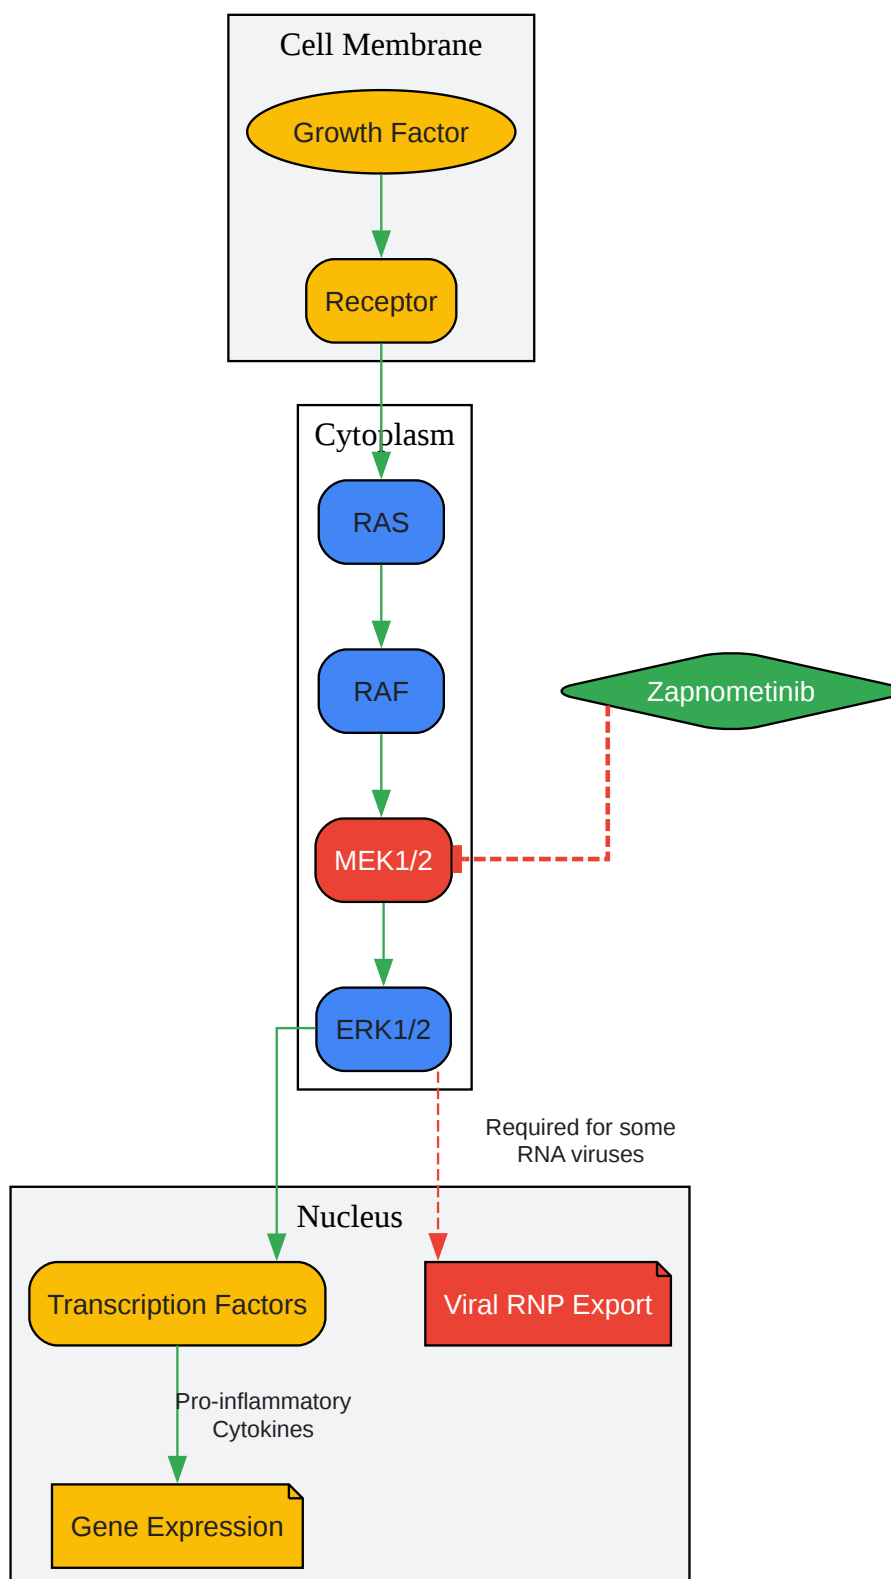 Cell Membrane
Growth Factor
Receptor
Cytoplasm
RAS
RAF
Zapnometinib
MEK1/2
ERK1/2
Required for some
RNA viruses
Nucleus
Transcription Factors
Viral RNP Export
Pro-inflammatory
Cytokines
Gene Expression